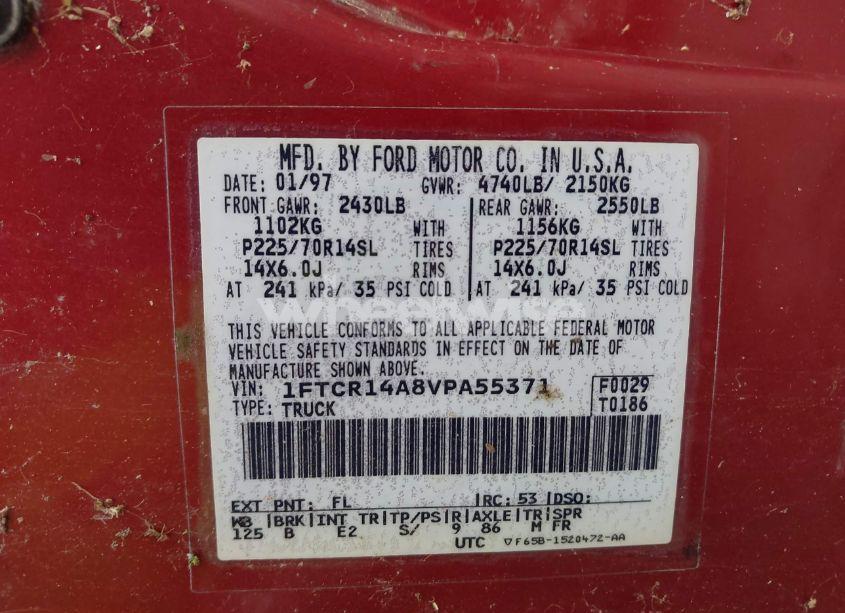 MFD. BY FORD MOTOR CO. IN U.S.A.
DATE: 01/97 GVWR: 4740LB/ 2150KG
FRONT GAWR: 2430LB REAR GAWR: 2550LB
1102KG WITH 1156KG WITH
P225/70R14SL TIRES P225/70R14SL TIRES
14X6.0J RIMS 14X6.0J RIMS
AT 241 kPa/ 35 PSI COLD AT 241 kPa/ 35 PSI COLD
THIS VEHICLE CONFORMS TO ALL APPLICABLE FEDERAL MOTOR
VEHICLE SAFETY STANDARDS IN EFFECT ON THE DATE OF
MANUFACTURE SHOWN ABOVE.
VIN: 1FTCR14A8VPA55371 F0029
TYPE: TRUCK T0186
EXT PNT: FL RC: 53 DSO:
WB BRK INT TR TP/PS R AXLE TR SPR
125 B E2 S/ 9 86 M FR
UTC ▽F65B-1520472-AA